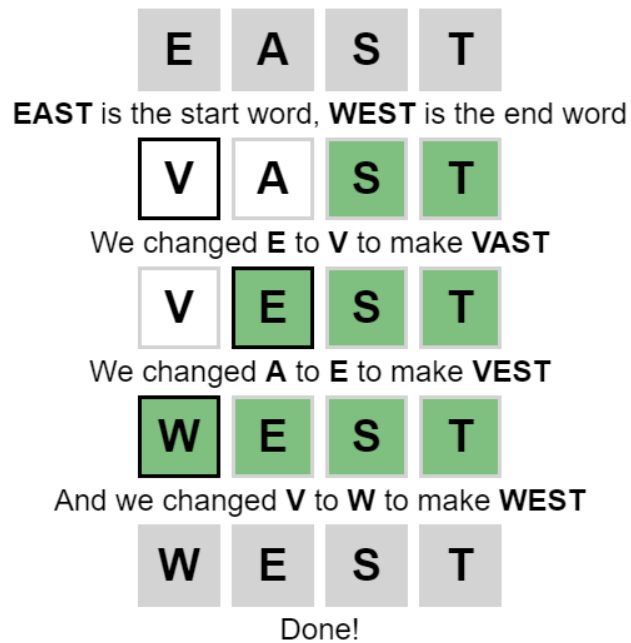 E A S T
EAST is the start word, WEST is the end word
V A S T
We changed E to V to make VAST
V E S T
We changed A to E to make VEST
W E S T
And we changed V to W to make WEST
W E S T
Done!